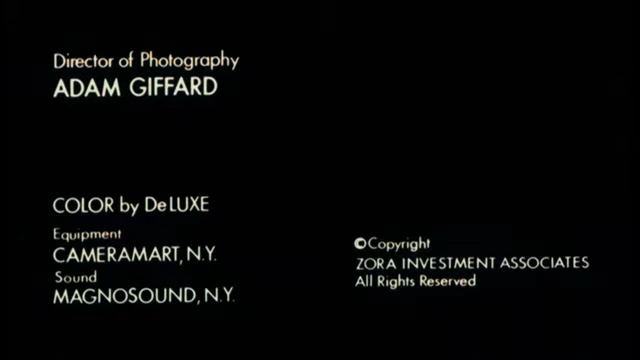 Director of Photography
ADAM GIFFARD
COLOR by DeLUXE
Equipment
CAMERAMART, N.Y.
Sound
MAGNOSOUND, N.Y.
©Copyright
ZORA INVESTMENT ASSOCIATES
All Rights Reserved